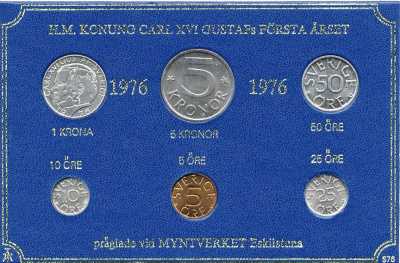 H.M. KONUNG CARL XVI GUSTAFs FÖRSTA ÅRSET
1976
5
KRONOR
1976
SVERIGE
50
ÖRE
1 KRONA
5 KRONOR
50 ÖRE
10 ÖRE
5 ÖRE
25 ÖRE
10
ÖRE
SVERIGE
5
ÖRE
SVERIGE
25
ÖRE
präglade vid MYNTVERKET Eskilstuna
S76